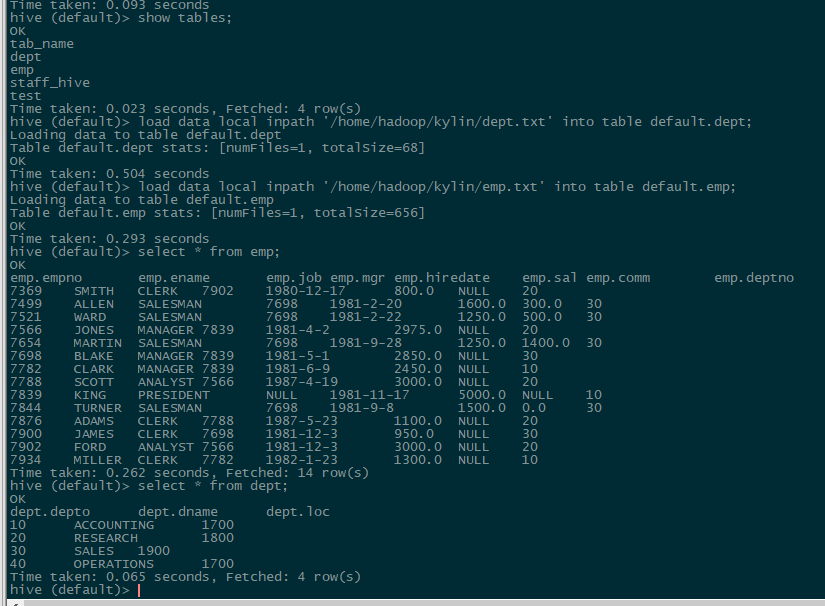 Time taken: 0.093 seconds
hive (default)> show tables;
OK
tab_name
dept
emp
staff_hive
test
Time taken: 0.023 seconds, Fetched: 4 row(s)
hive (default)> load data local inpath '/home/hadoop/kylin/dept.txt' into table default.dept;
Loading data to table default.dept
Table default.dept stats: [numFiles=1, totalSize=68]
OK
Time taken: 0.504 seconds
hive (default)> load data local inpath '/home/hadoop/kylin/emp.txt' into table default.emp;
Loading data to table default.emp
Table default.emp stats: [numFiles=1, totalSize=656]
OK
Time taken: 0.293 seconds
hive (default)> select * from emp;
OK
emp.empno emp.ename emp.job emp.mgr emp.hiredate emp.sal emp.comm emp.deptno
7369 SMITH CLERK 7902 1980-12-17 800.0 NULL 20
7499 ALLEN SALESMAN 7698 1981-2-20 1600.0 300.0 30
7521 WARD SALESMAN 7698 1981-2-22 1250.0 500.0 30
7566 JONES MANAGER 7839 1981-4-2 2975.0 NULL 20
7654 MARTIN SALESMAN 7698 1981-9-28 1250.0 1400.0 30
7698 BLAKE MANAGER 7839 1981-5-1 2850.0 NULL 30
7782 CLARK MANAGER 7839 1981-6-9 2450.0 NULL 10
7788 SCOTT ANALYST 7566 1987-4-19 3000.0 NULL 20
7839 KING PRESIDENT NULL 1981-11-17 5000.0 NULL 10
7844 TURNER SALESMAN 7698 1981-9-8 1500.0 0.0 30
7876 ADAMS CLERK 7788 1987-5-23 1100.0 NULL 20
7900 JAMES CLERK 7698 1981-12-3 950.0 NULL 30
7902 FORD ANALYST 7566 1981-12-3 3000.0 NULL 20
7934 MILLER CLERK 7782 1982-1-23 1300.0 NULL 10
Time taken: 0.262 seconds, Fetched: 14 row(s)
hive (default)> select * from dept;
OK
dept.depto dept.dname dept.loc
10 ACCOUNTING 1700
20 RESEARCH 1800
30 SALES 1900
40 OPERATIONS 1700
Time taken: 0.065 seconds, Fetched: 4 row(s)
hive (default)>